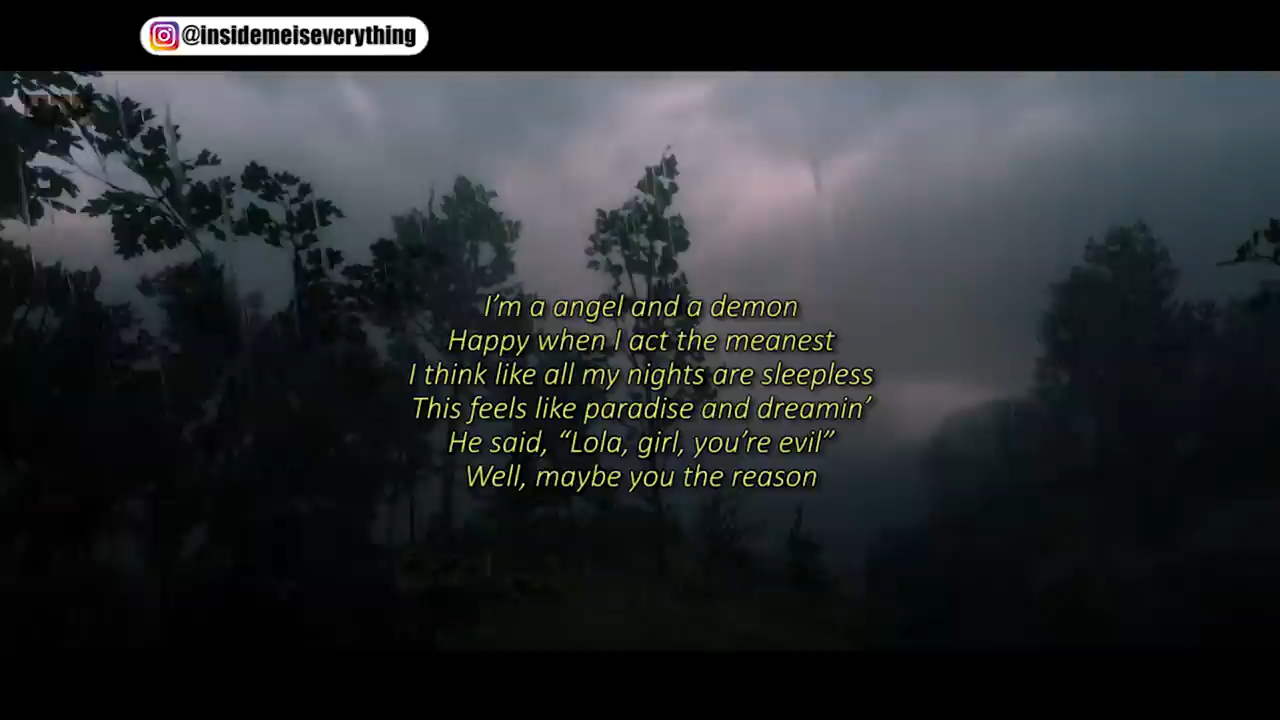 @insidemeiseverything
I'm a angel and a demon
Happy when I act the meanest
I think like all my nights are sleepless
This feels like paradise and dreamin'
He said, “Lola, girl, you're evil”
Well, maybe you the reason